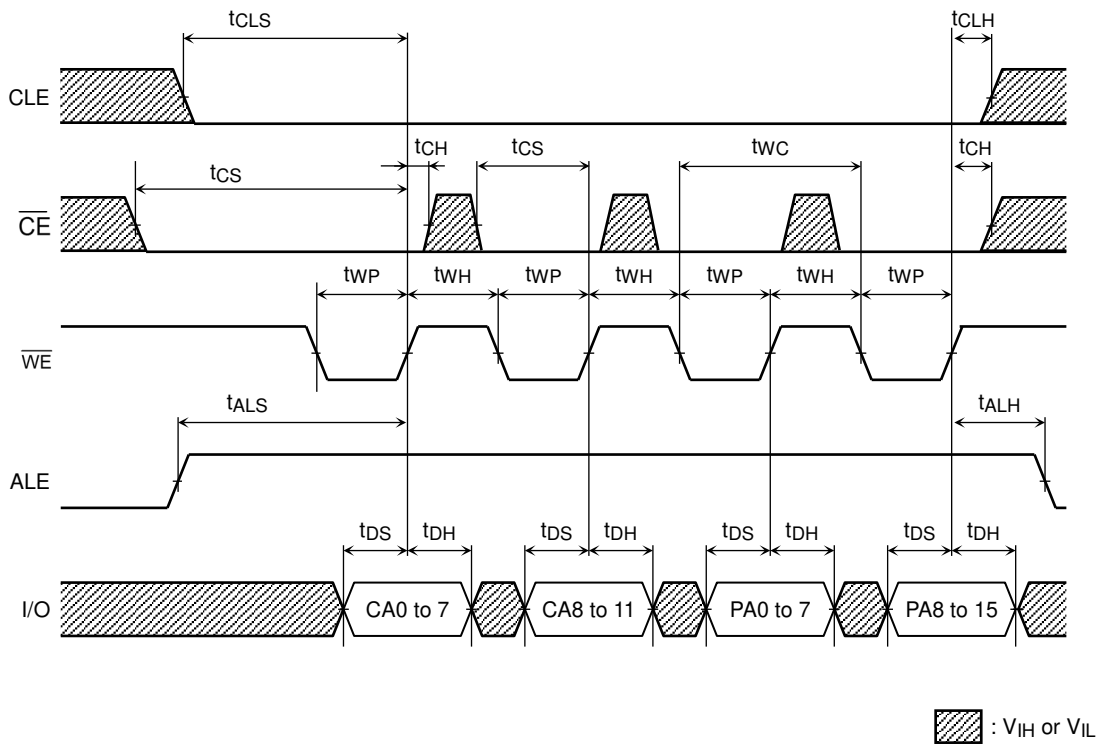 tCLS tCLH
CLE
tCH tCS tWC tCH
tCS
CE
tWP tWH tWP tWH tWP tWH tWP
WE
tALS tALH
ALE
tDS tDH tDS tDH tDS tDH tDS tDH
I/O CA0 to 7 CA8 to 11 PA0 to 7 PA8 to 15
: VIH or VIL